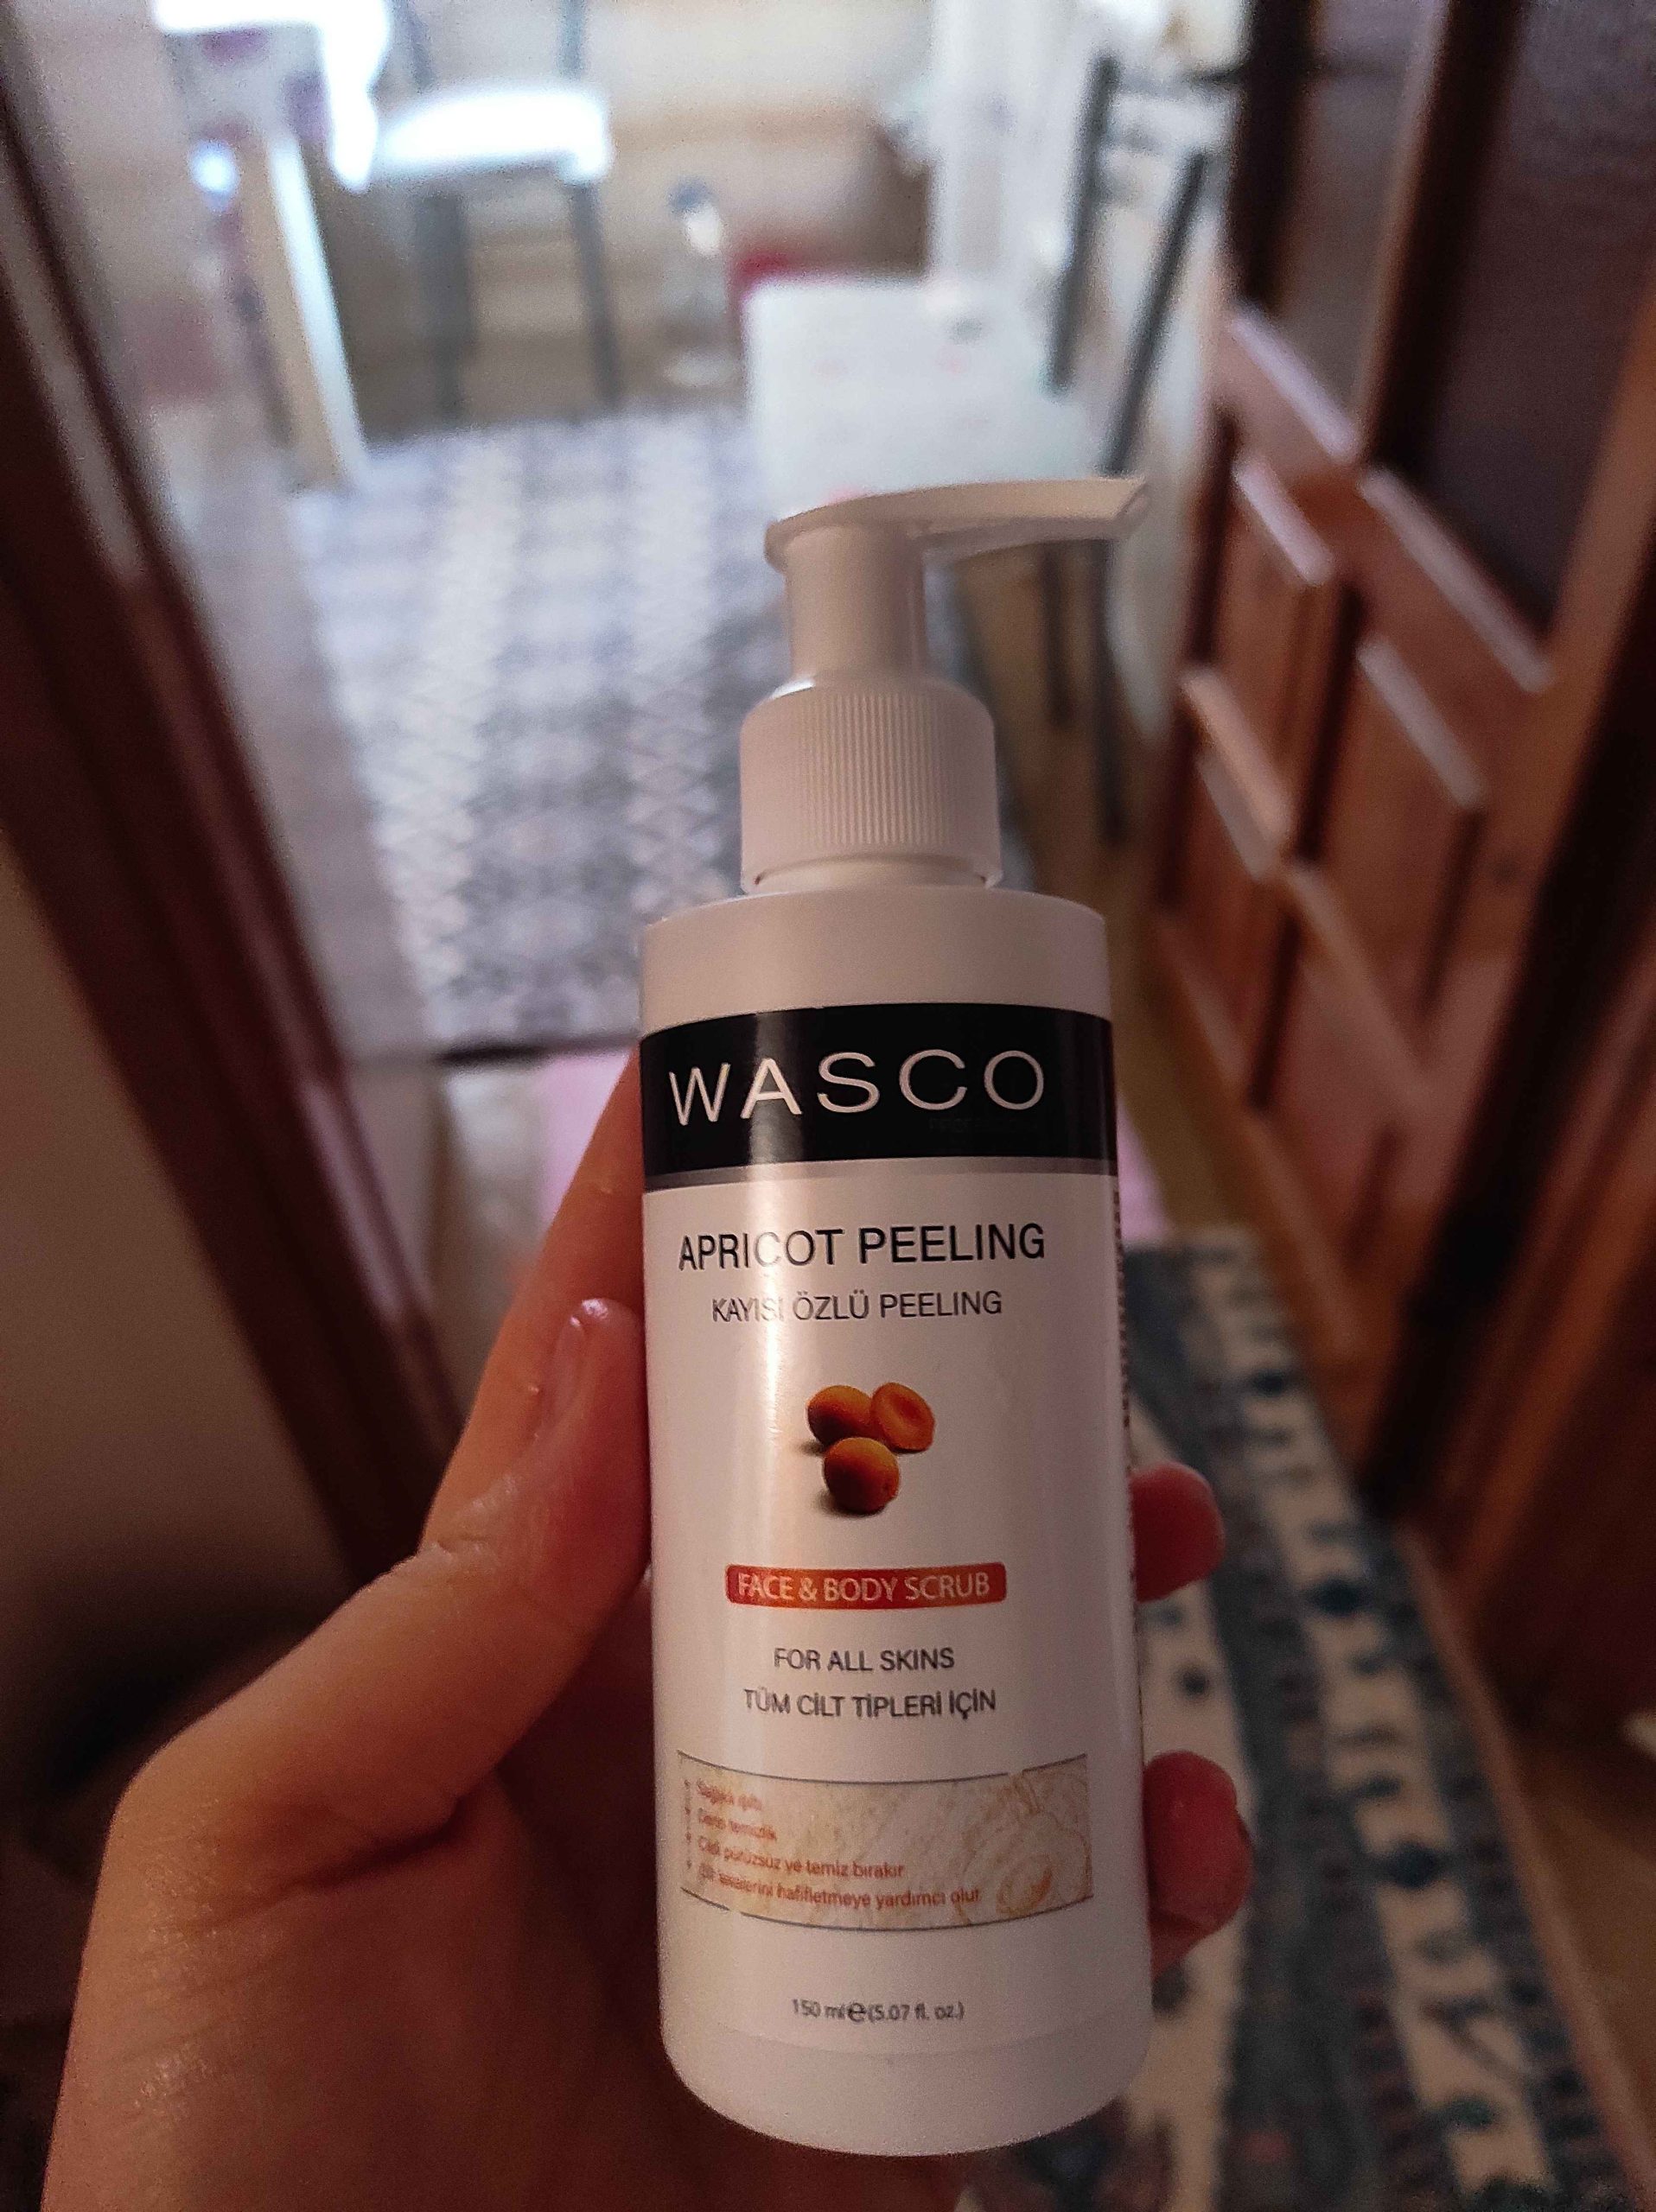 WASCO
APRICOT PEELING
KAYISI ÖZLÜ PEELING
FACE & BODY SCRUB
FOR ALL SKINS
TÜM CİLT TİPLERİ İÇİN
Derin temizlik
Cildi pürüzsüz ve temiz bırakır
lekelerini hafifletmeye yardımcı olur
150 ml e (5.07 fl. oz.)